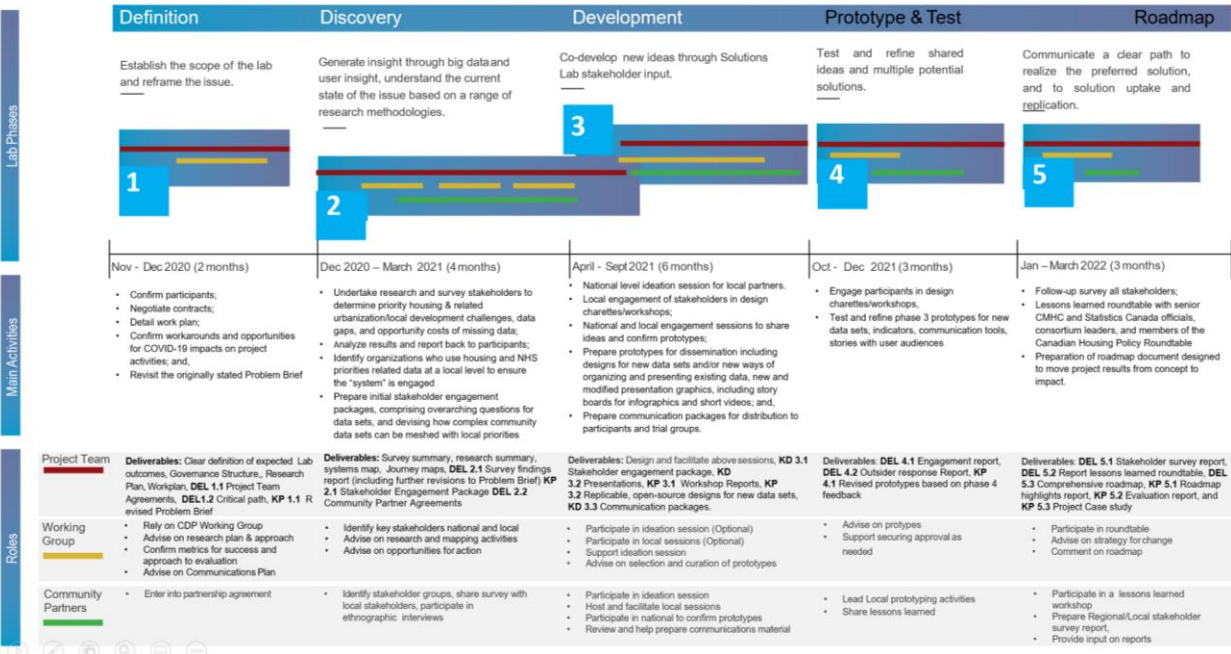 Definition
Discovery
Development
Prototype & Test
Roadmap
Lab Phases
Establish the scope of the lab
and reframe the issue.
Generate insight through big data and
user insight, understand the current
state of the issue based on a range of
research methodologies.
Co-develop new ideas through Solutions
Lab stakeholder input.
Test and refine shared
ideas and multiple potential
solutions.
Communicate a clear path to
realize the preferred solution,
and to solution uptake and
replication.
1
2
3
4
5
Nov - Dec 2020 (2 months)
Dec 2020 – March 2021 (4 months)
April - Sept 2021 (6 months)
Oct - Dec 2021 (3 months)
Jan – March 2022 (3 months)
Main Activities
• Confirm participants;
• Negotiate contracts;
• Detail work plan;
• Confirm workarounds and opportunities
for COVID-19 impacts on project
activities; and,
• Revisit the originally stated Problem Brief
• Undertake research and survey stakeholders to
determine priority housing & related
urbanization/local development challenges, data
gaps, and opportunity costs of missing data;
• Analyze results and report back to participants;
• Identify organizations who use housing and NHS
priorities related data at a local level to ensure
the “system” is engaged
• Prepare initial stakeholder engagement
packages, comprising overarching questions for
data sets, and devising how complex community
data sets can be meshed with local priorities
• National level ideation session for local partners.
• Local engagement of stakeholders in design
charettes/workshops;
• National and local engagement sessions to share
ideas and confirm prototypes;
• Prepare prototypes for dissemination including
designs for new data sets and/or new ways of
organizing and presenting existing data, new and
modified presentation graphics, including story
boards for infographics and short videos; and,
• Prepare communication packages for distribution to
participants and trial groups.
• Engage participants in design
charettes/workshops,
• Test and refine phase 3 prototypes for new
data sets, indicators, communication tools,
stories with user audiences
• Follow-up survey all stakeholders;
• Lessons learned roundtable with senior
CMHC and Statistics Canada officials,
consortium leaders, and members of the
Canadian Housing Policy Roundtable
• Preparation of roadmap document designed
to move project results from concept to
impact.
Roles
Project Team
Deliverables: Clear definition of expected Lab
outcomes, Governance Structure,, Research
Plan, Workplan, DEL 1.1 Project Team
Agreements, DEL1.2 Critical path, KP 1.1 R
evised Problem Brief
Deliverables: Survey summary, research summary,
systems map, Journey maps, DEL 2.1 Survey findings
report (including further revisions to Problem Brief) KP
2.1 Stakeholder Engagement Package DEL 2.2
Community Partner Agreements
Deliverables: Design and facilitate above sessions, KD 3.1
Stakeholder engagement package, KD
3.2 Presentations, KP 3.1 Workshop Reports, KP
3.2 Replicable, open-source designs for new data sets,
KD 3.3 Communication packages.
Deliverables: DEL 4.1 Engagement report,
DEL 4.2 Outsider response Report, KP
4.1 Revised prototypes based on phase 4
feedback
Deliverables: DEL 5.1 Stakeholder survey report,
DEL 5.2 Report lessons learned roundtable, DEL
5.3 Comprehensive roadmap, KP 5.1 Roadmap
highlights report, KP 5.2 Evaluation report, and
KP 5.3 Project Case study
Working
Group
• Rely on CDP Working Group
• Advise on research plan & approach
• Confirm metrics for success and
approach to evaluation
• Advise on Communications Plan
• Identify key stakeholders national and local
• Advise on research and mapping activities
• Advise on opportunities for action
• Participate in ideation session (Optional)
• Participate in local sessions (Optional)
• Support ideation session
• Advise on selection and curation of prototypes
• Advise on protypes
• Support securing approval as
needed
• Participate in roundtable
• Advise on strategy for change
• Comment on roadmap
Community
Partners
• Enter into partnership agreement
• Identify stakeholder groups, share survey with
local stakeholders, participate in
ethnographic interviews
• Participate in ideation session
• Host and facilitate local sessions
• Participate in national to confirm prototypes
• Review and help prepare communications material
• Lead Local prototyping activities
• Share lessons learned
• Participate in a lessons learned
workshop
• Prepare Regional/Local stakeholder
survey report,
• Provide input on reports